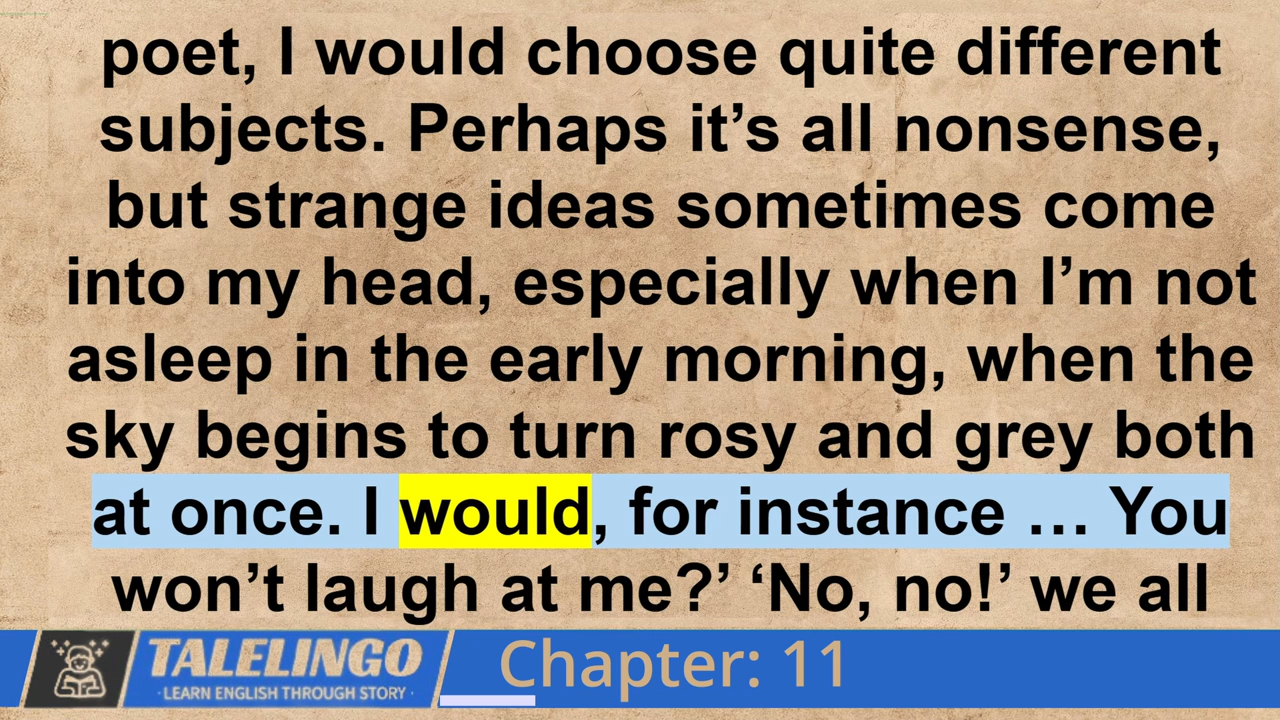 poet, I would choose quite different
subjects. Perhaps it’s all nonsense,
but strange ideas sometimes come
into my head, especially when I’m not
asleep in the early morning, when the
sky begins to turn rosy and grey both
at once. I would, for instance … You
won’t laugh at me?’ ‘No, no!’ we all
TALELINGO
· LEARN ENGLISH THROUGH STORY ·
Chapter: 11